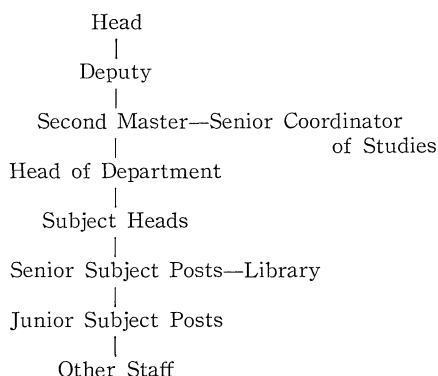 Head
Deputy
Second Master—Senior Coordinator
of Studies
Head of Department
Subject Heads
Senior Subject Posts—Library
Junior Subject Posts
Other Staff